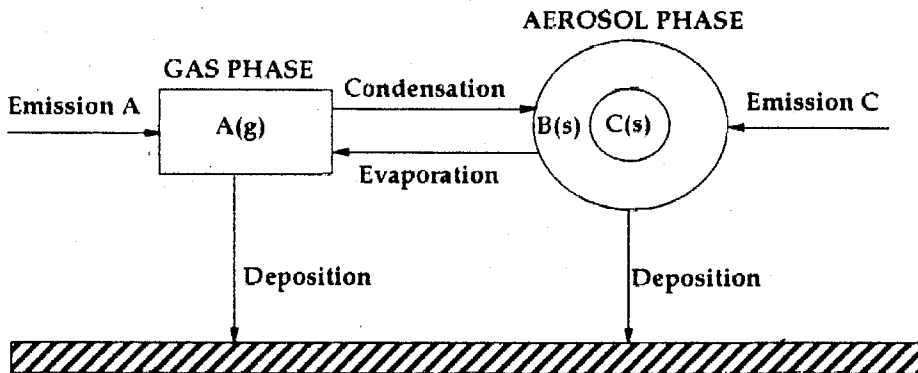 AEROSOL PHASE
GAS PHASE
Condensation
Emission A
Emission C
A(g)
B(s)
C(s)
Evaporation
Deposition
Deposition